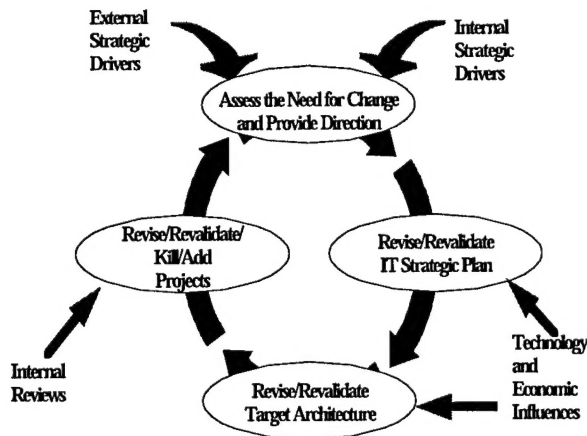 External
Strategic
Drivers
Internal
Strategic
Drivers
Assess the Need for Change
and Provide Direction
Revise/Revalidate/
Kill/Add
Projects
Revise/Revalidate
IT Strategic Plan
Internal
Reviews
Technology
and
Economic
Influences
Revise/Revalidate
Target Architecture